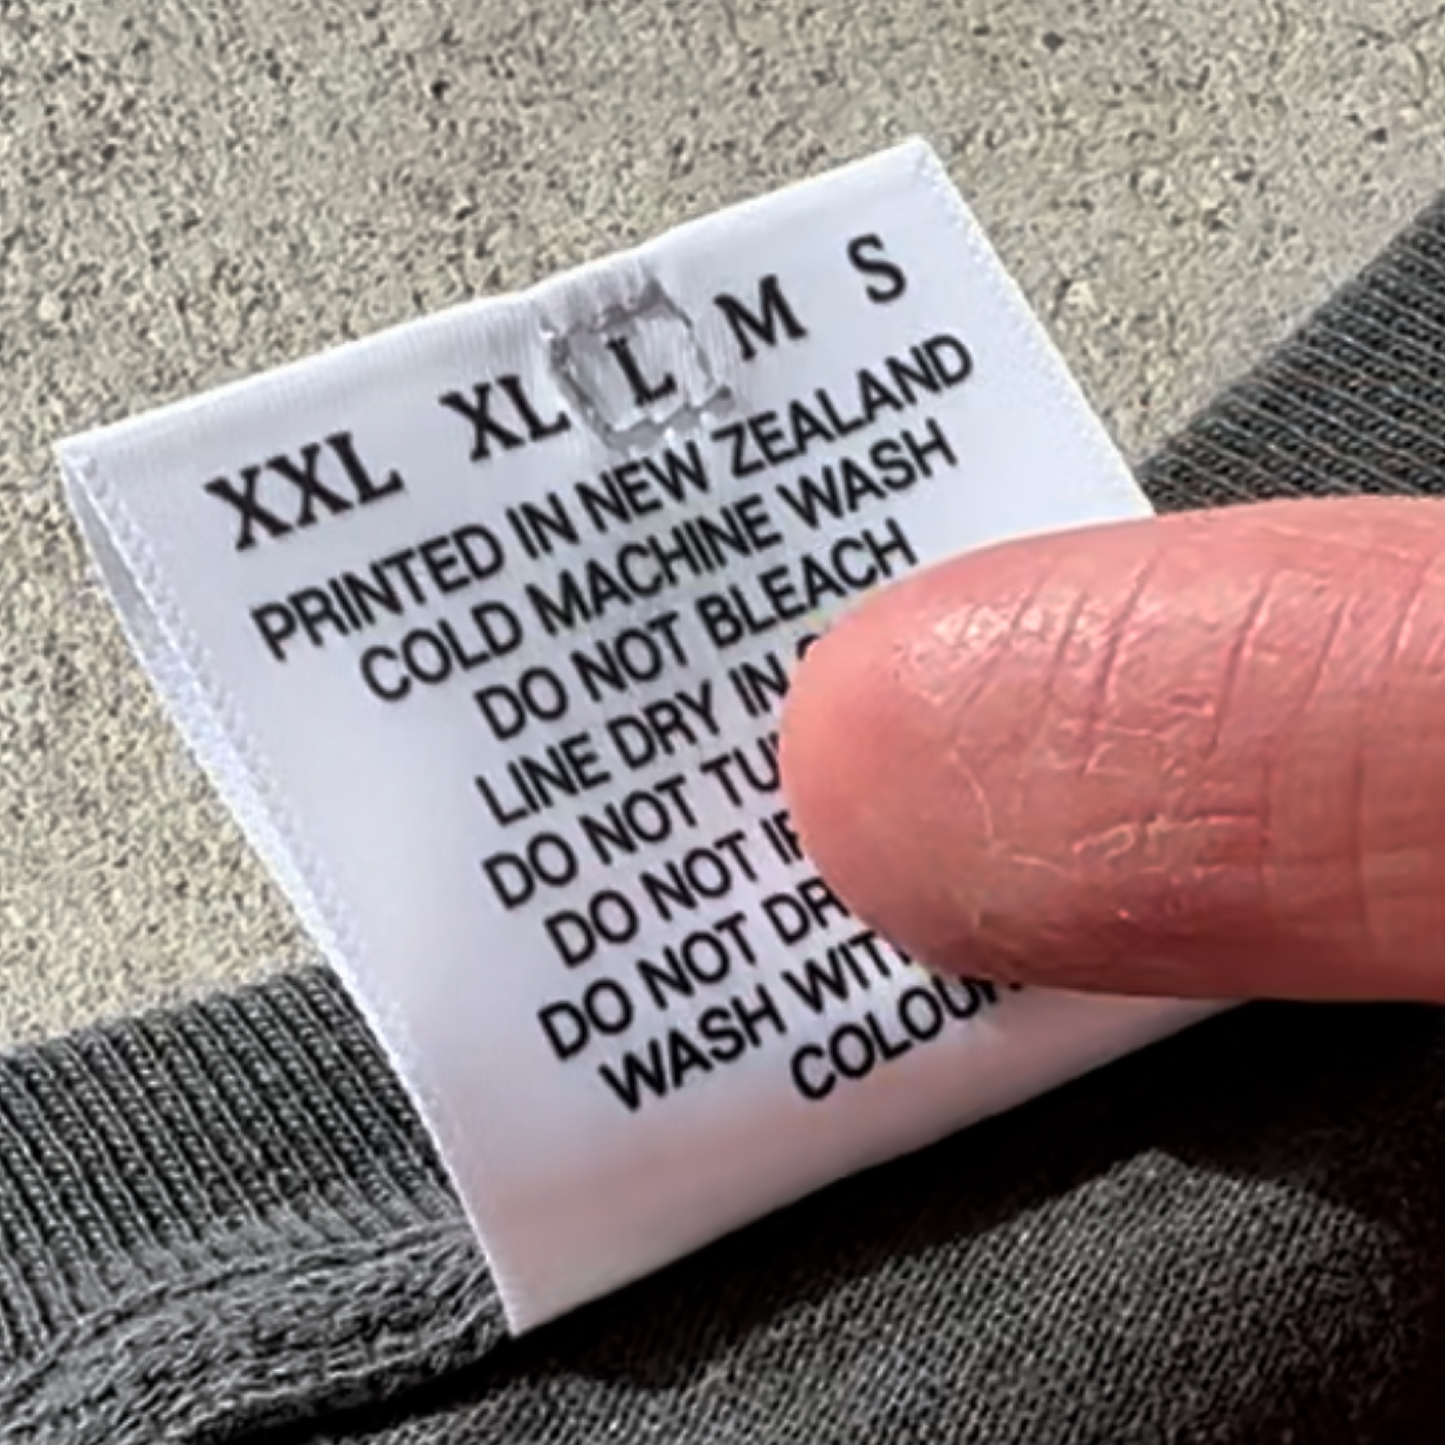 XXL XL L M S
PRINTED IN NEW ZEALAND
COLD MACHINE WASH
DO NOT BLEACH
LINE DRY IN
DO NOT
DO NOT
DO NOT
WASH